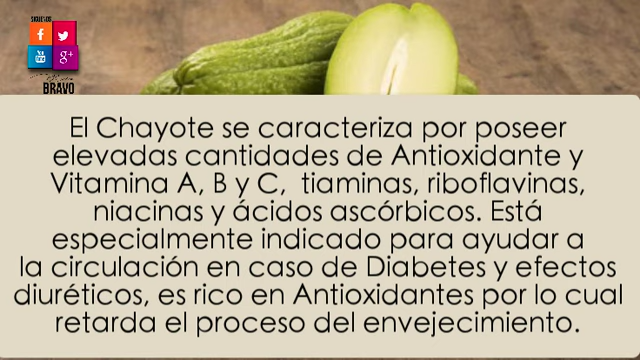 SIGUENOS
f
You
g+
BRAVO
El Chayote se caracteriza por poseer
elevadas cantidades de Antioxidante y
Vitamina A, B y C, tiaminas, riboflavinas,
niacinas y ácidos ascórbicos. Está
especialmente indicado para ayudar a
la circulación en caso de Diabetes y efectos
diuréticos, es rico en Antioxidantes por lo cual
retarda el proceso del envejecimiento.